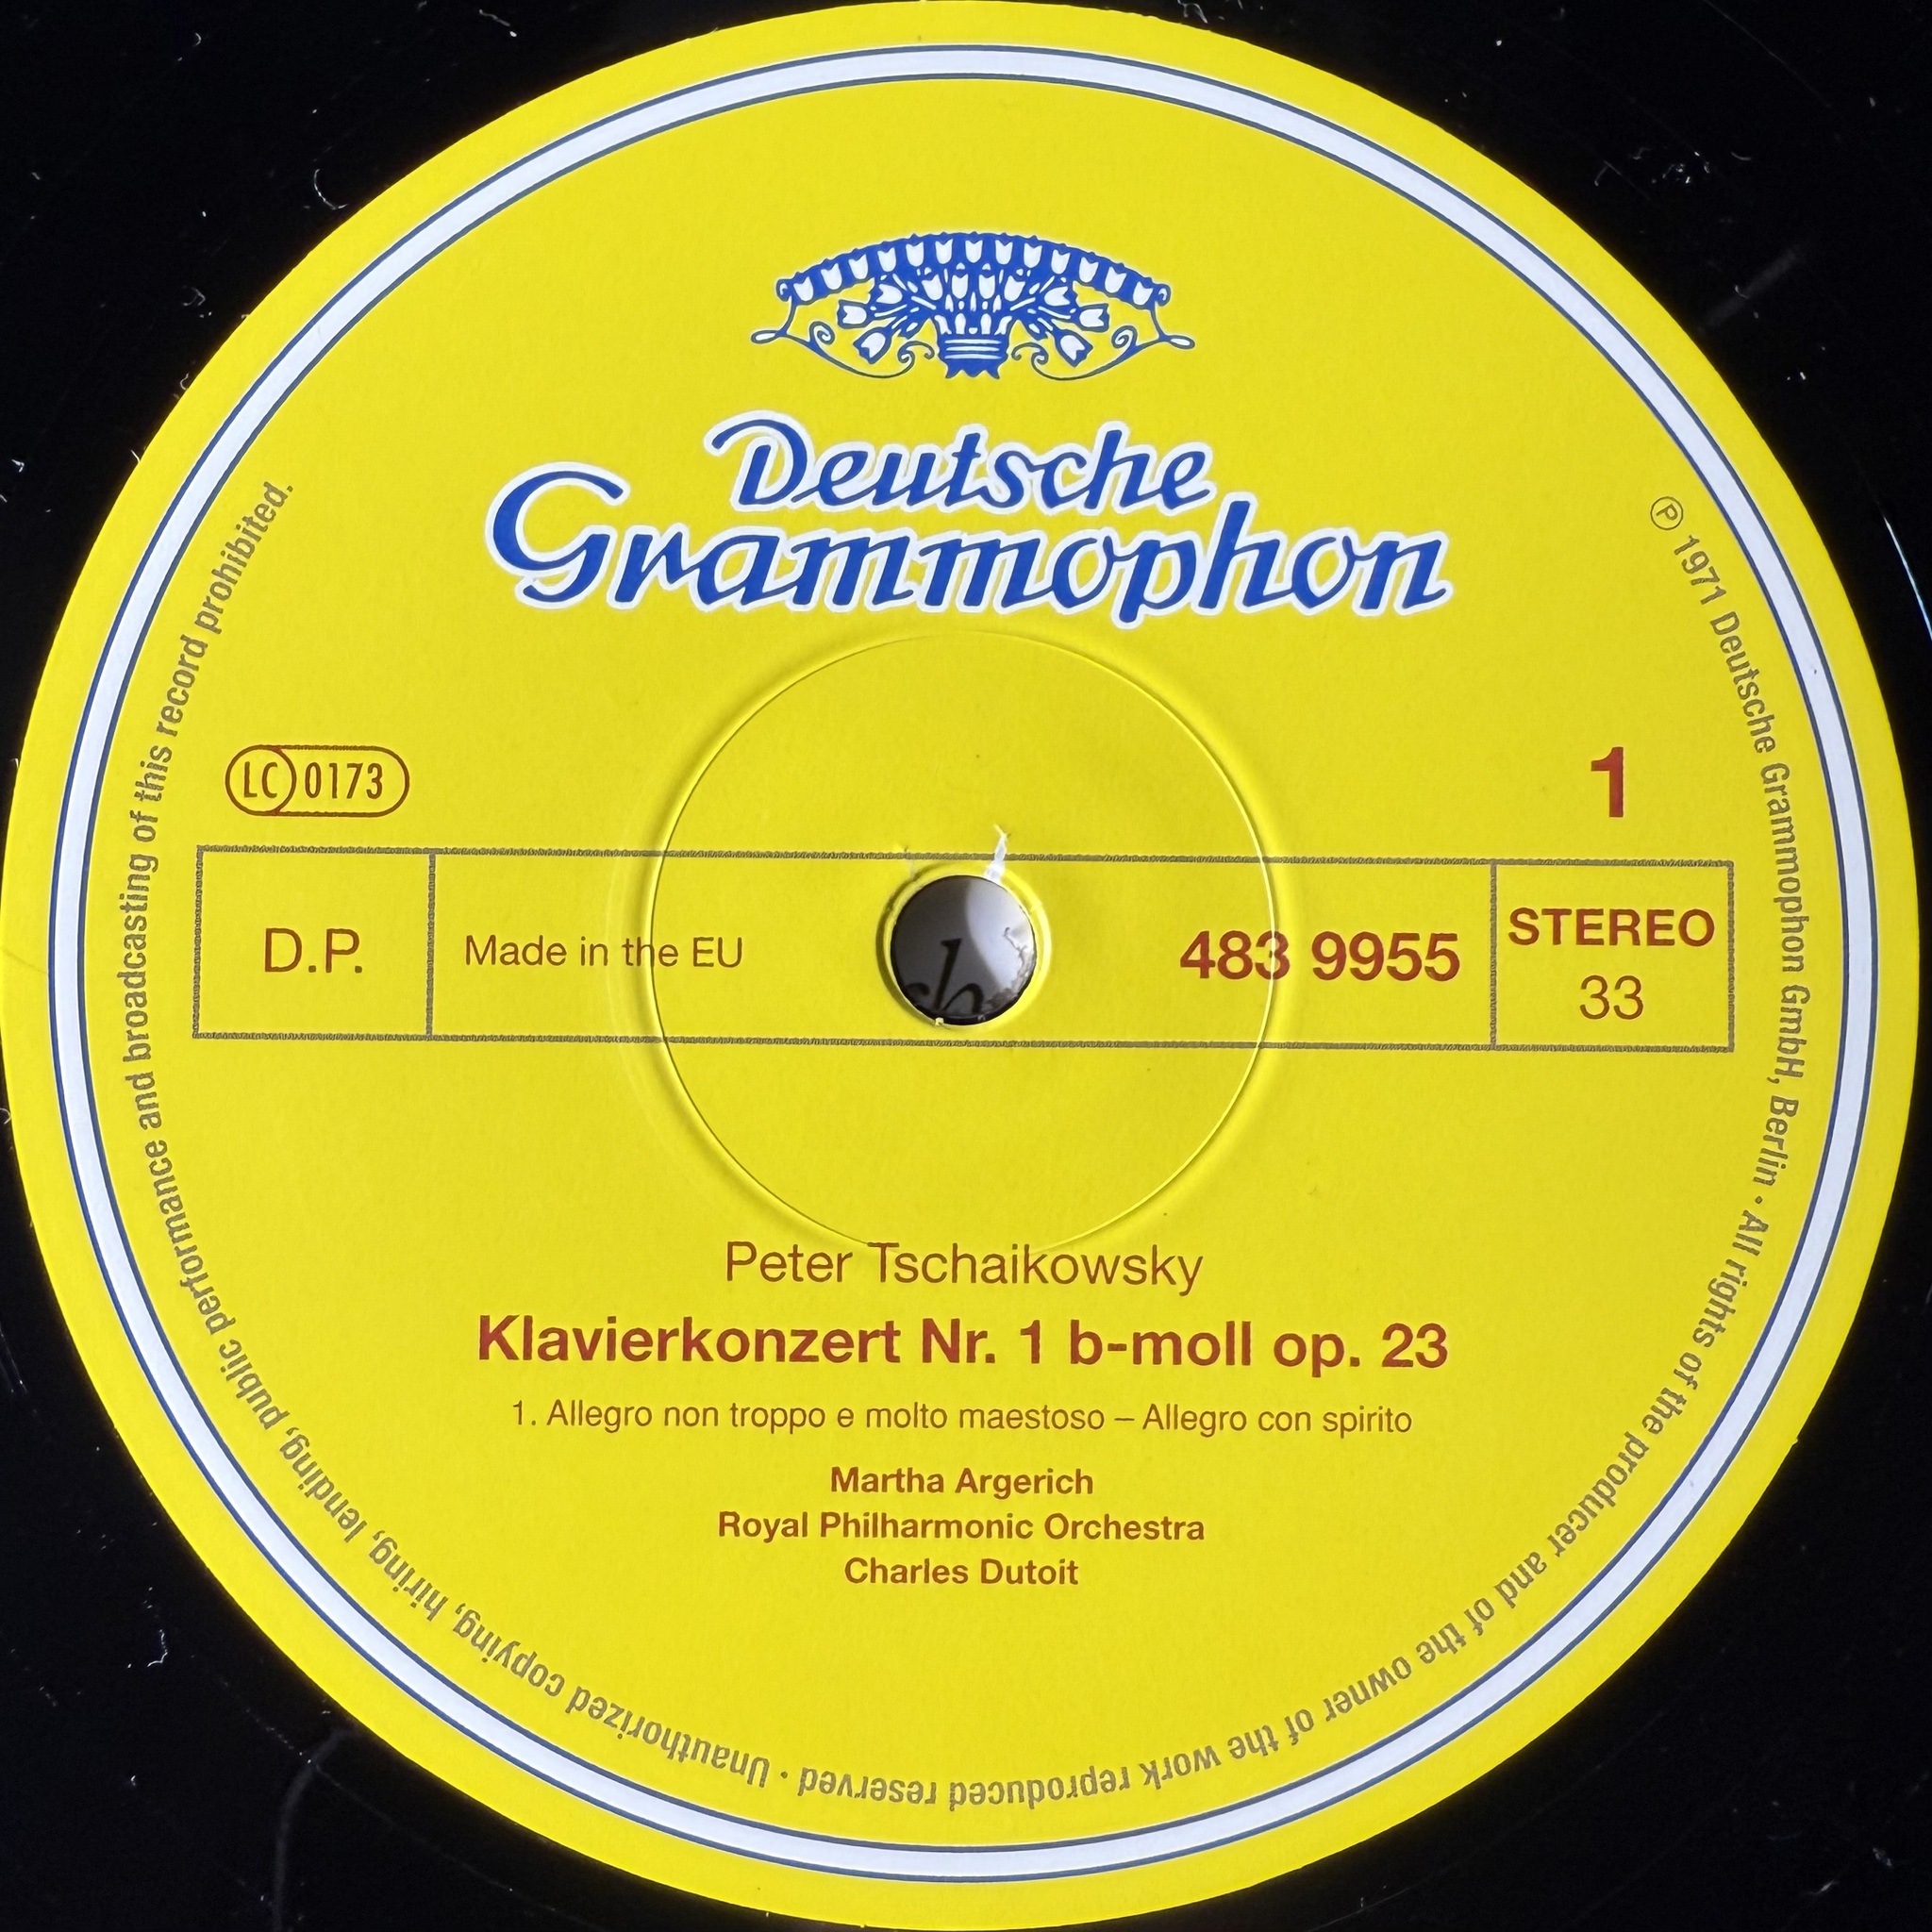 Deutsche
Grammophon
LC 0173
1
D.P.
Made in the EU
483 9955
STEREO
33
Peter Tschaikowsky
Klavierkonzert Nr. 1 b-moll op. 23
1. Allegro non troppo e molto maestoso – Allegro con spirito
Martha Argerich
Royal Philharmonic Orchestra
Charles Dutoit
℗ 1971 Deutsche Grammophon GmbH, Berlin · All rights of the producer and of the owner of the work reproduced reserved · Unauthorized copying, hiring, lending, public performance and broadcasting of this record prohibited.